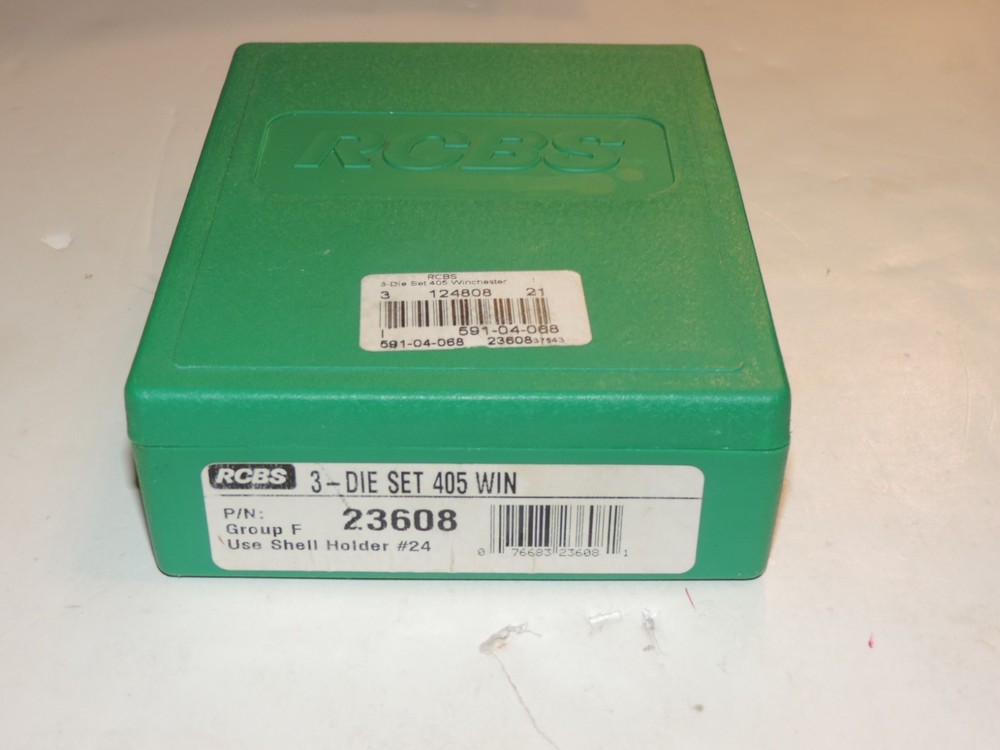 RCBS
RCBS
3-Die Set 405 Winchester
3 124808 21
591-04-068
591-04-068 23608 37543
RCBS 3-DIE SET 405 WIN
P/N: 23608
Group F
Use Shell Holder #24
0 76683 23608 1